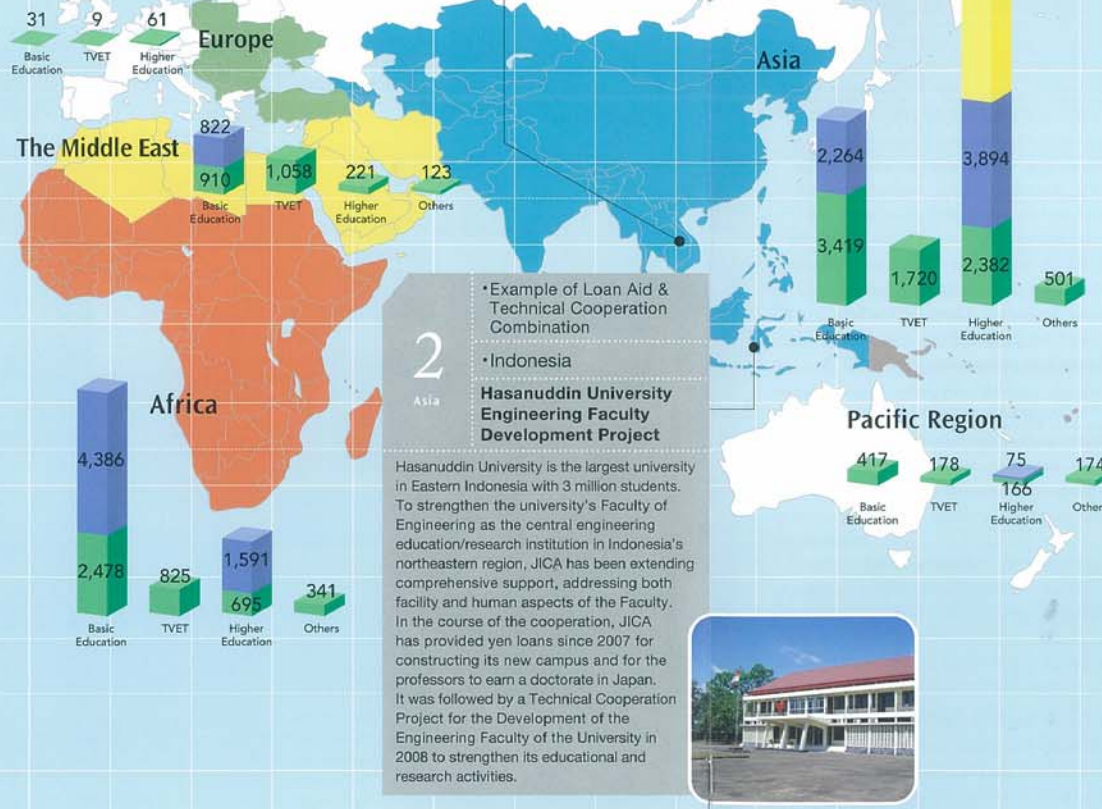 31
9
61
Basic
Education
TVET
Higher
Education
Europe
Asia
The Middle East
822
910
Basic
Education
1,058
TVET
221
Higher
Education
123
Others
2,264
3,419
Basic
Education
1,720
TVET
3,894
2,382
Higher
Education
501
Others
2
Asia
•Example of Loan Aid &
Technical Cooperation
Combination
•Indonesia
Hasanuddin University
Engineering Faculty
Development Project
Hasanuddin University is the largest university
in Eastern Indonesia with 3 million students.
To strengthen the university's Faculty of
Engineering as the central engineering
education/research institution in Indonesia's
northeastern region, JICA has been extending
comprehensive support, addressing both
facility and human aspects of the Faculty.
In the course of the cooperation, JICA
has provided yen loans since 2007 for
constructing its new campus and for the
professors to earn a doctorate in Japan.
It was followed by a Technical Cooperation
Project for the Development of the
Engineering Faculty of the University in
2008 to strengthen its educational and
research activities.
Africa
4,386
2,478
Basic
Education
825
TVET
1,591
695
Higher
Education
341
Others
Pacific Region
417
Basic
Education
178
TVET
75
166
Higher
Education
174
Other